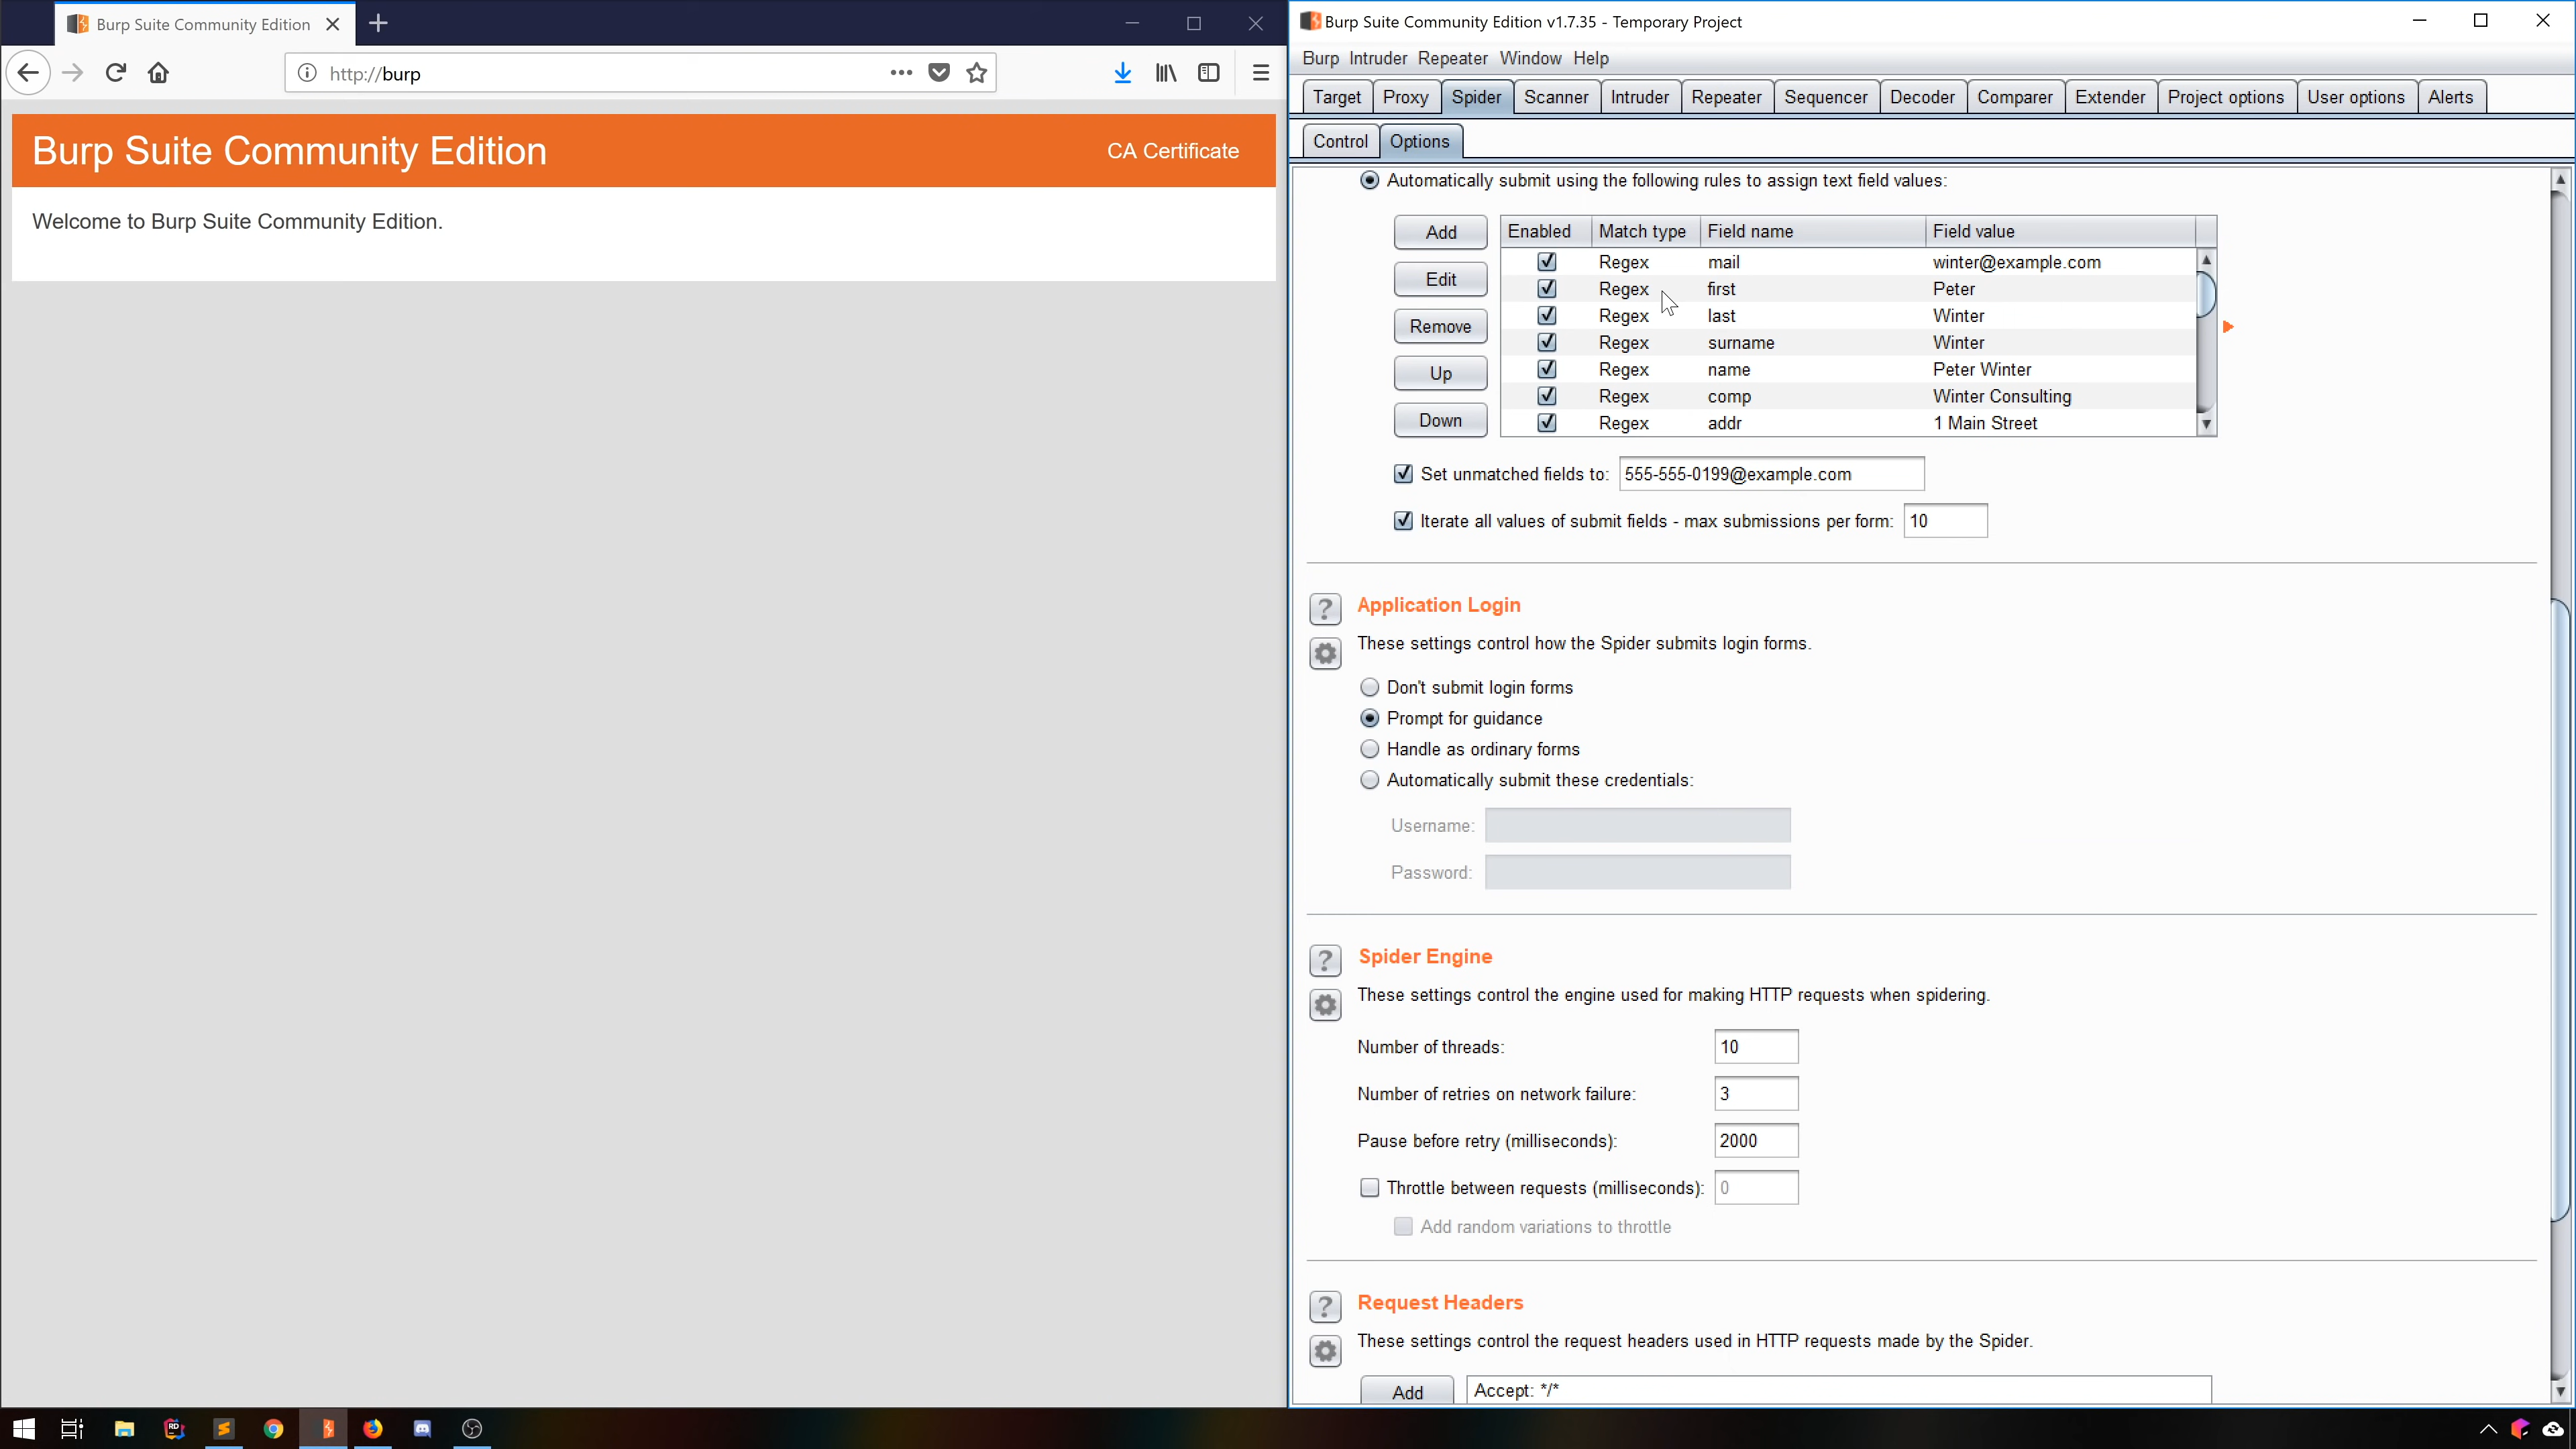 Burp Suite Community Edition
http://burp
Burp Suite Community Edition
CA Certificate
Welcome to Burp Suite Community Edition.
Burp Suite Community Edition v1.7.35 - Temporary Project
Burp Intruder Repeater Window Help
Target Proxy Spider Scanner Intruder Repeater Sequencer Decoder Comparer Extender Project options User options Alerts
Control Options
Automatically submit using the following rules to assign text field values:
Add
Edit
Remove
Up
Down
Enabled Match type Field name Field value
Regex mail winter@example.com
Regex first Peter
Regex last Winter
Regex surname Winter
Regex name Peter Winter
Regex comp Winter Consulting
Regex addr 1 Main Street
Set unmatched fields to: 555-555-0199@example.com
Iterate all values of submit fields - max submissions per form: 10
? Application Login
These settings control how the Spider submits login forms.
Don't submit login forms
Prompt for guidance
Handle as ordinary forms
Automatically submit these credentials:
Username:
Password:
? Spider Engine
These settings control the engine used for making HTTP requests when spidering.
Number of threads: 10
Number of retries on network failure: 3
Pause before retry (milliseconds): 2000
Throttle between requests (milliseconds): 0
Add random variations to throttle
? Request Headers
These settings control the request headers used in HTTP requests made by the Spider.
Add Accept: */*
RD